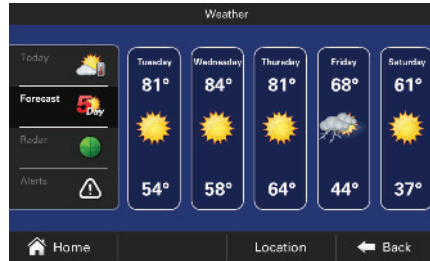 Weather
Today
Forecast
5
Day
Radar
Alerts
Tuesday
81°
54°
Wednesday
84°
58°
Thursday
81°
64°
Friday
68°
44°
Saturday
61°
37°
Home
Location
Back